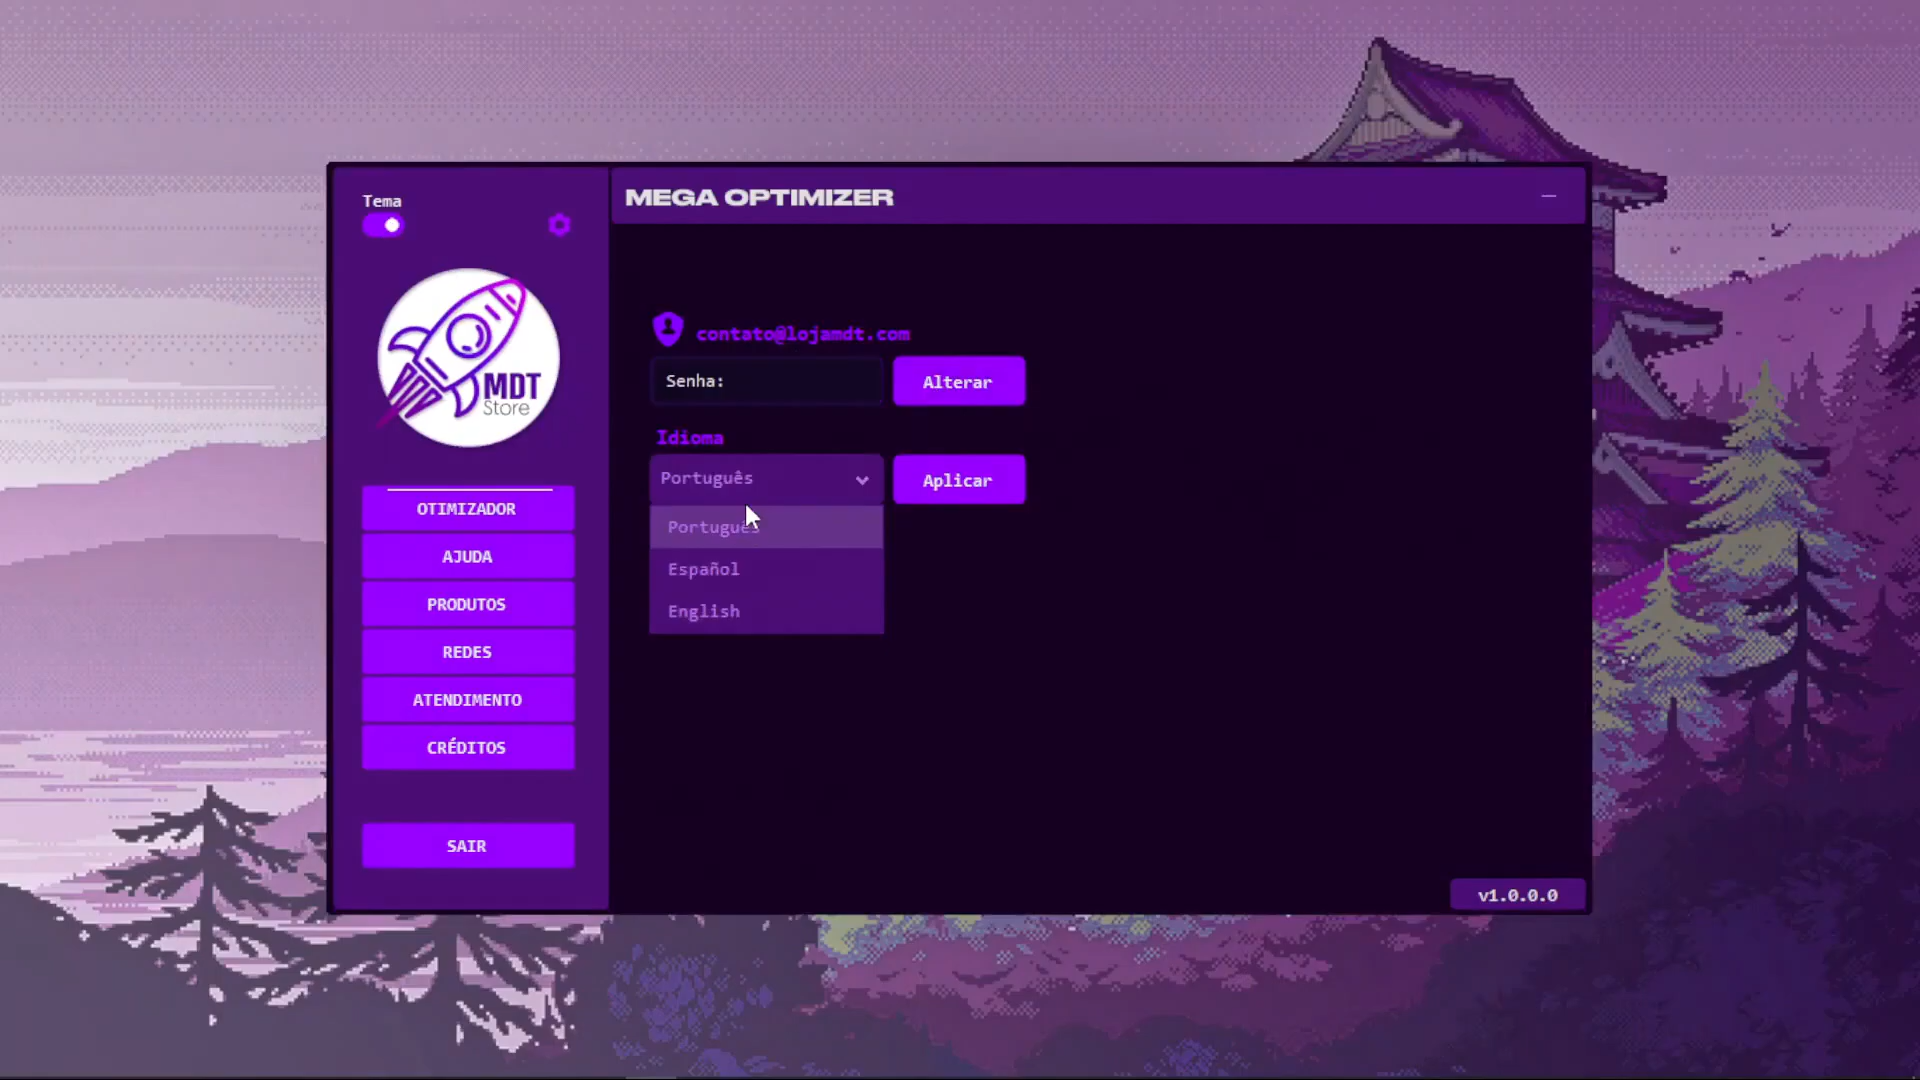 Tema
MDT
Store
OTIMIZADOR
AJUDA
PRODUTOS
REDES
ATENDIMENTO
CRÉDITOS
SAIR
MEGA OPTIMIZER
contato@lojamdt.com
Senha:
Alterar
Idioma
Português
Aplicar
Português
Español
English
v1.0.0.0